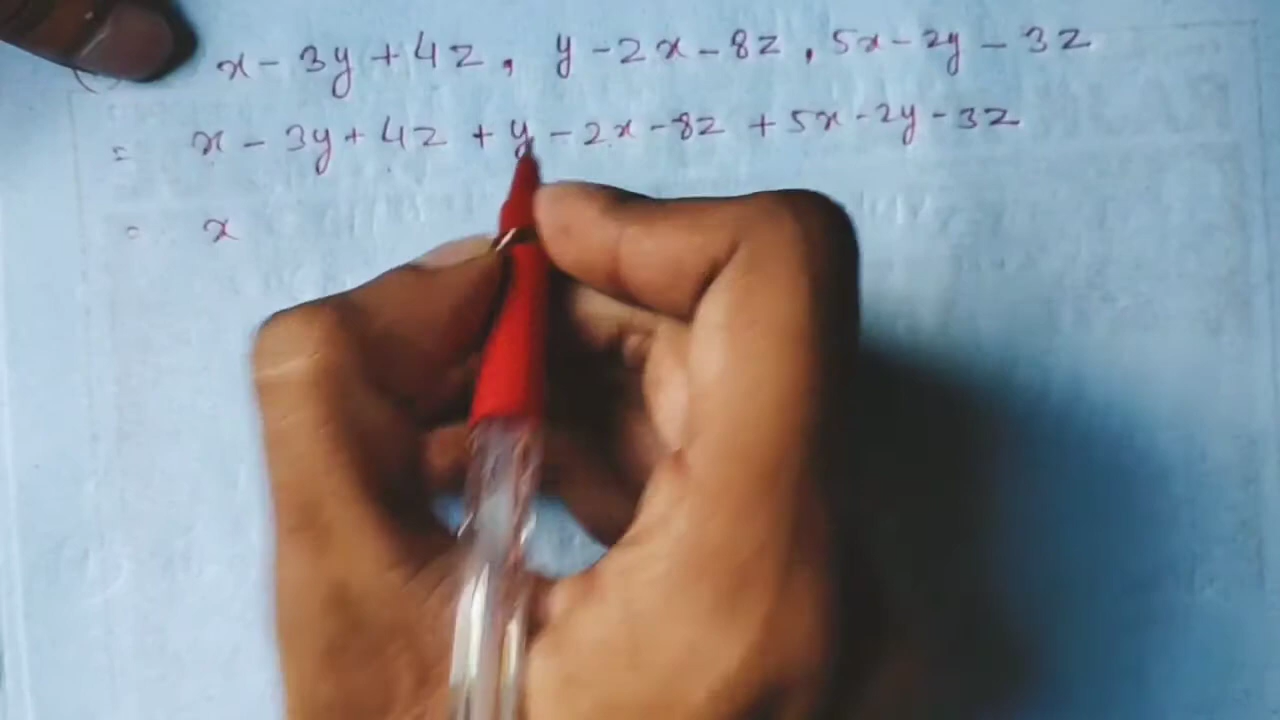 x - 3y + 4z, y - 2x - 8z, 5x - 2y - 3z
= x - 3y + 4z + y - 2x - 8z + 5x - 2y - 3z
= x